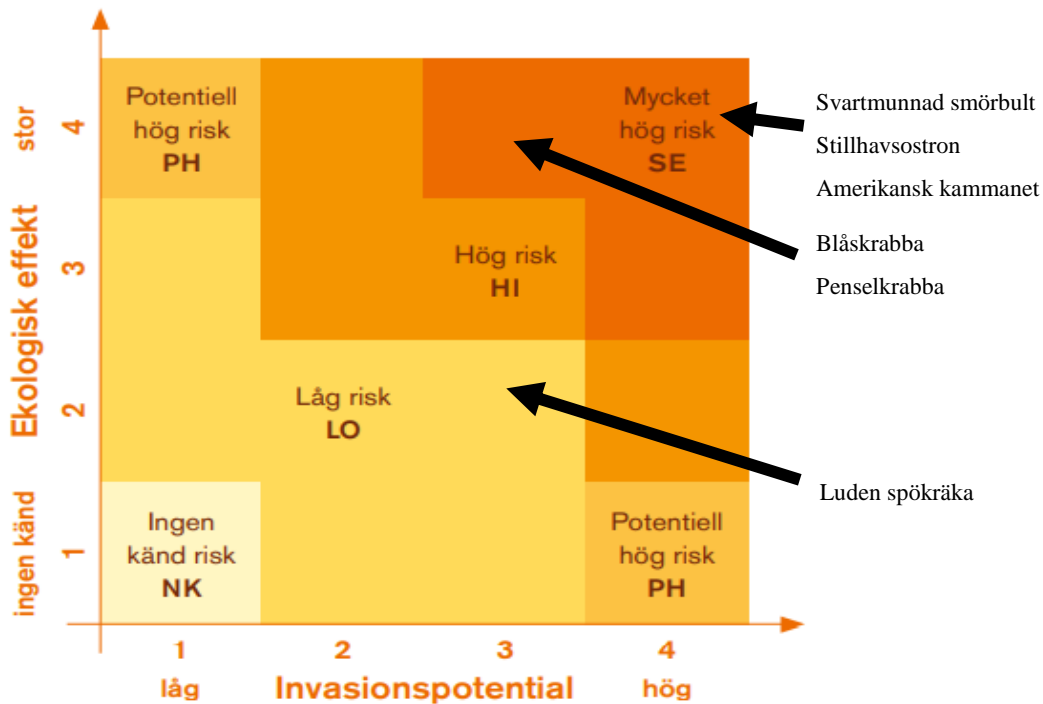 Potentiell
hög risk
PH
Mycket
hög risk
SE
Hög risk
HI
Låg risk
LO
Ingen
känd risk
NK
Potentiell
hög risk
PH
Svartmunnad smörbult
Stillhavsostron
Amerikansk kammanet
Blåskrabba
Penselkrabba
Luden spökräka
Ekologisk effekt
stor
ingen känd
4
3
2
1
1
2
3
4
låg
Invasionspotential
hög